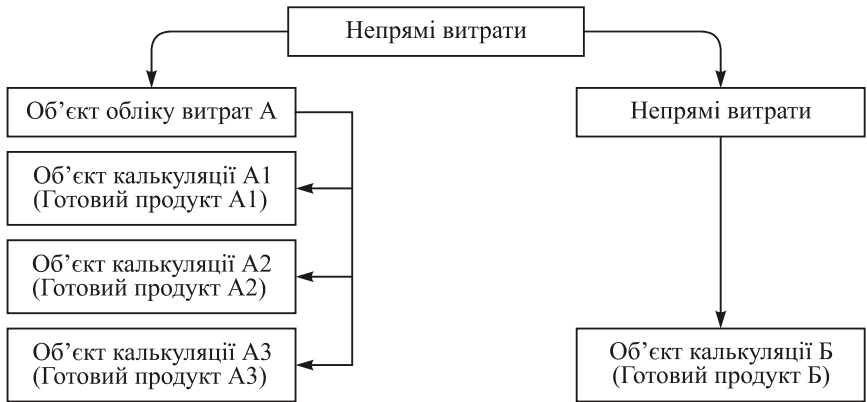 Непрямі витрати
Об’єкт обліку витрат А
Непрямі витрати
Об’єкт калькуляції А1
(Готовий продукт А1)
Об’єкт калькуляції А2
(Готовий продукт А2)
Об’єкт калькуляції А3
(Готовий продукт А3)
Об’єкт калькуляції Б
(Готовий продукт Б)